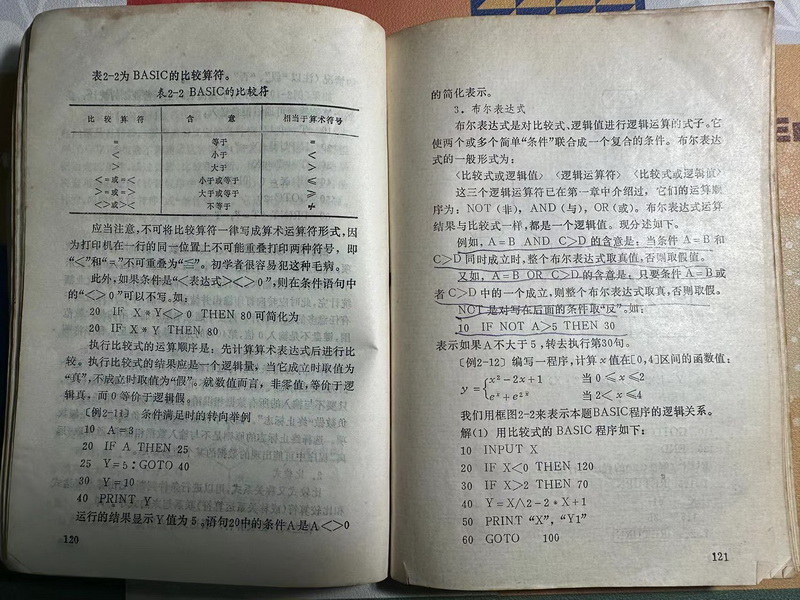 表2-2为BASIC的比较算符。
表2-2 BASIC的比较符
比较算符 含意 相当于算术符号
= 等于 =
< 小于 <
> 大于 >
<=或=< 小于或等于 ≤
>=或=> 大于或等于 ≥
<>或>< 不等于 ≠
应当注意，不可将比较算符一律写成算术运算符形式，因
为打印机在一行的同一位置上不可能重叠打印两种符号，即
“<”和“=”不可重叠为“≤”。初学者很容易犯这种毛病。
此外，如果条件是“<表达式><>0”，则在条件语句中
的“<>0”可以不写。如：
20 IF X*Y<>0 THEN 80可简化为
20 IF X*Y THEN 80
执行比较式的运算顺序是：先计算算术表达式后进行比
较。执行比较式的结果应是一个逻辑量，当它成立时取值为
“真”，不成立时取值为“假”。就数值而言，非零值，等价于逻
辑真，而0等价于逻辑假。
〔例2-11〕 条件满足时的转向举例
10 A=3
20 IF A THEN 25
25 Y=5:GOTO 40
30 Y=10
40 PRINT Y
运行的结果显示Y值为5。语句20中的条件A是A<>0
120
的简化表示。
3. 布尔表达式
布尔表达式是对比较式、逻辑值进行逻辑运算的式子。它
使两个或多个简单“条件”联合成一个复合的条件。布尔表达
式的一般形式为：
〈比较式或逻辑值〉〈逻辑运算符〉〈比较式或逻辑值〉
这三个逻辑运算符已在第一章中介绍过，它们的运算顺
序为：NOT（非），AND（与），OR（或）。布尔表达式运算
结果与比较式一样，都是一个逻辑值。现分述如下。
例如，A=B AND C>D的含意是：当条件A=B和
C>D同时成立时，整个布尔表达式取真值，否则取假值。
又如，A=B OR C>D的含意是：只要条件A=B或
者C>D中的一个成立，则整个布尔表达式取真，否则取假。
NOT是对写在后面的条件取“反”。如：
10 IF NOT A>5 THEN 30
表示如果A不大于5，转去执行第30句。
〔例2-12〕编写一程序，计算x值在[0,4]区间的函数值：
y={x²-2x+1 当0≤x≤2
eˣ+e²ˣ 当2<x≤4
我们用框图2-2来表示本题BASIC程序的逻辑关系。
解(1) 用比较式的BASIC程序如下：
10 INPUT X
20 IF X<0 THEN 120
30 IF X>2 THEN 70
40 Y=X∧2-2*X+1
50 PRINT “X”，“Y1”
60 GOTO 100
121